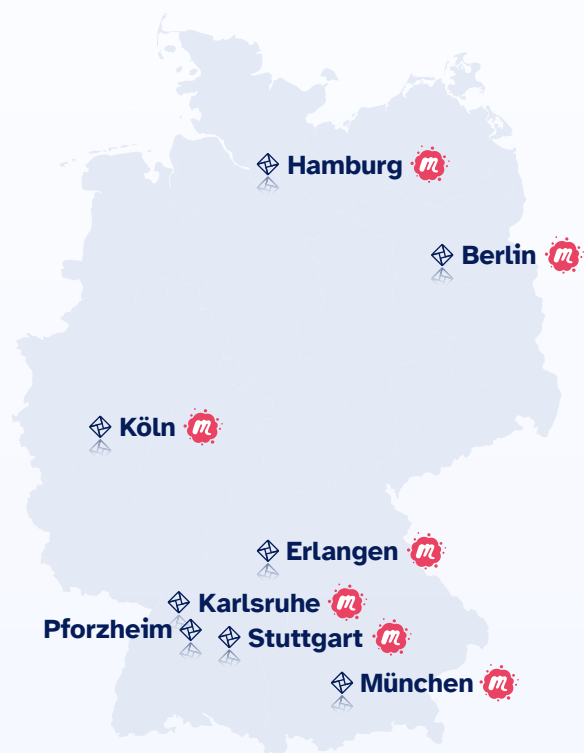 Hamburg
Berlin
Köln
Erlangen
Karlsruhe
Pforzheim
Stuttgart
München